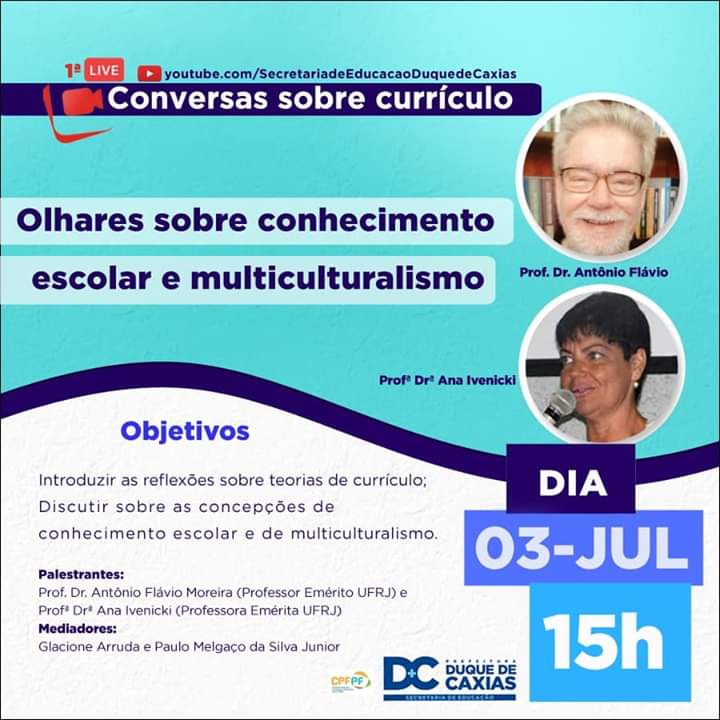 1ª LIVE
youtube.com/SecretariadeEducacaoDuquedeCaxias
Conversas sobre currículo
Olhares sobre conhecimento
escolar e multiculturalismo
Prof. Dr. Antônio Flávio
Profª Drª Ana Ivenicki
Objetivos
Introduzir as reflexões sobre teorias de currículo;
Discutir sobre as concepções de
conhecimento escolar e de multiculturalismo.
Palestrantes:
Prof. Dr. Antônio Flávio Moreira (Professor Emérito UFRJ) e
Profª Drª Ana Ivenicki (Professora Emérita UFRJ)
Mediadores:
Glacione Arruda e Paulo Melgaço da Silva Junior
DIA
03-JUL
15h
CPFPF
DC
PREFEITURA
DUQUE DE
CAXIAS
SECRETARIA DE EDUCAÇÃO